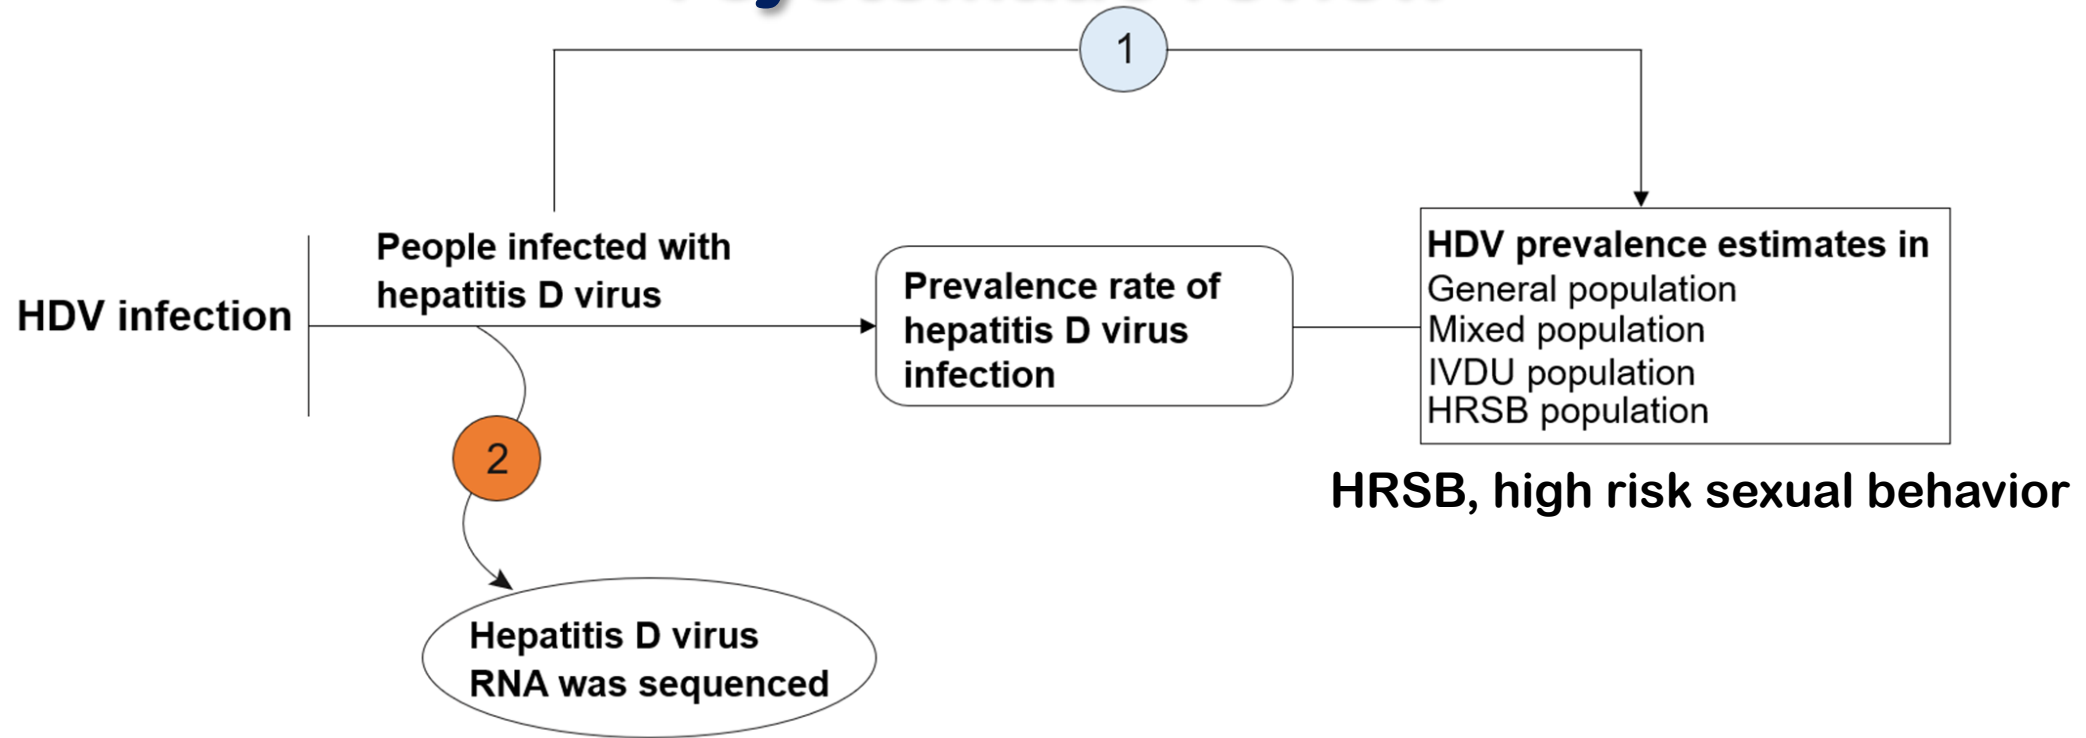 1
People infected with
hepatitis D virus
HDV infection
Prevalence rate of
hepatitis D virus
infection
HDV prevalence estimates in
General population
Mixed population
IVDU population
HRSB population
2
HRSB, high risk sexual behavior
Hepatitis D virus
RNA was sequenced